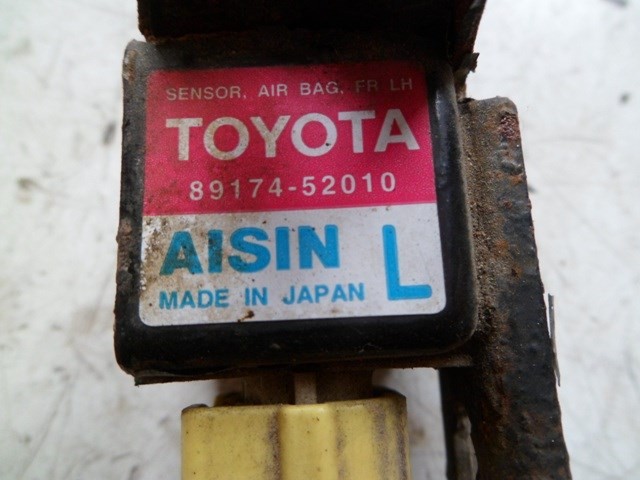 SENSOR, AIR BAG, FR LH
TOYOTA
89174-52010
AISIN L
MADE IN JAPAN